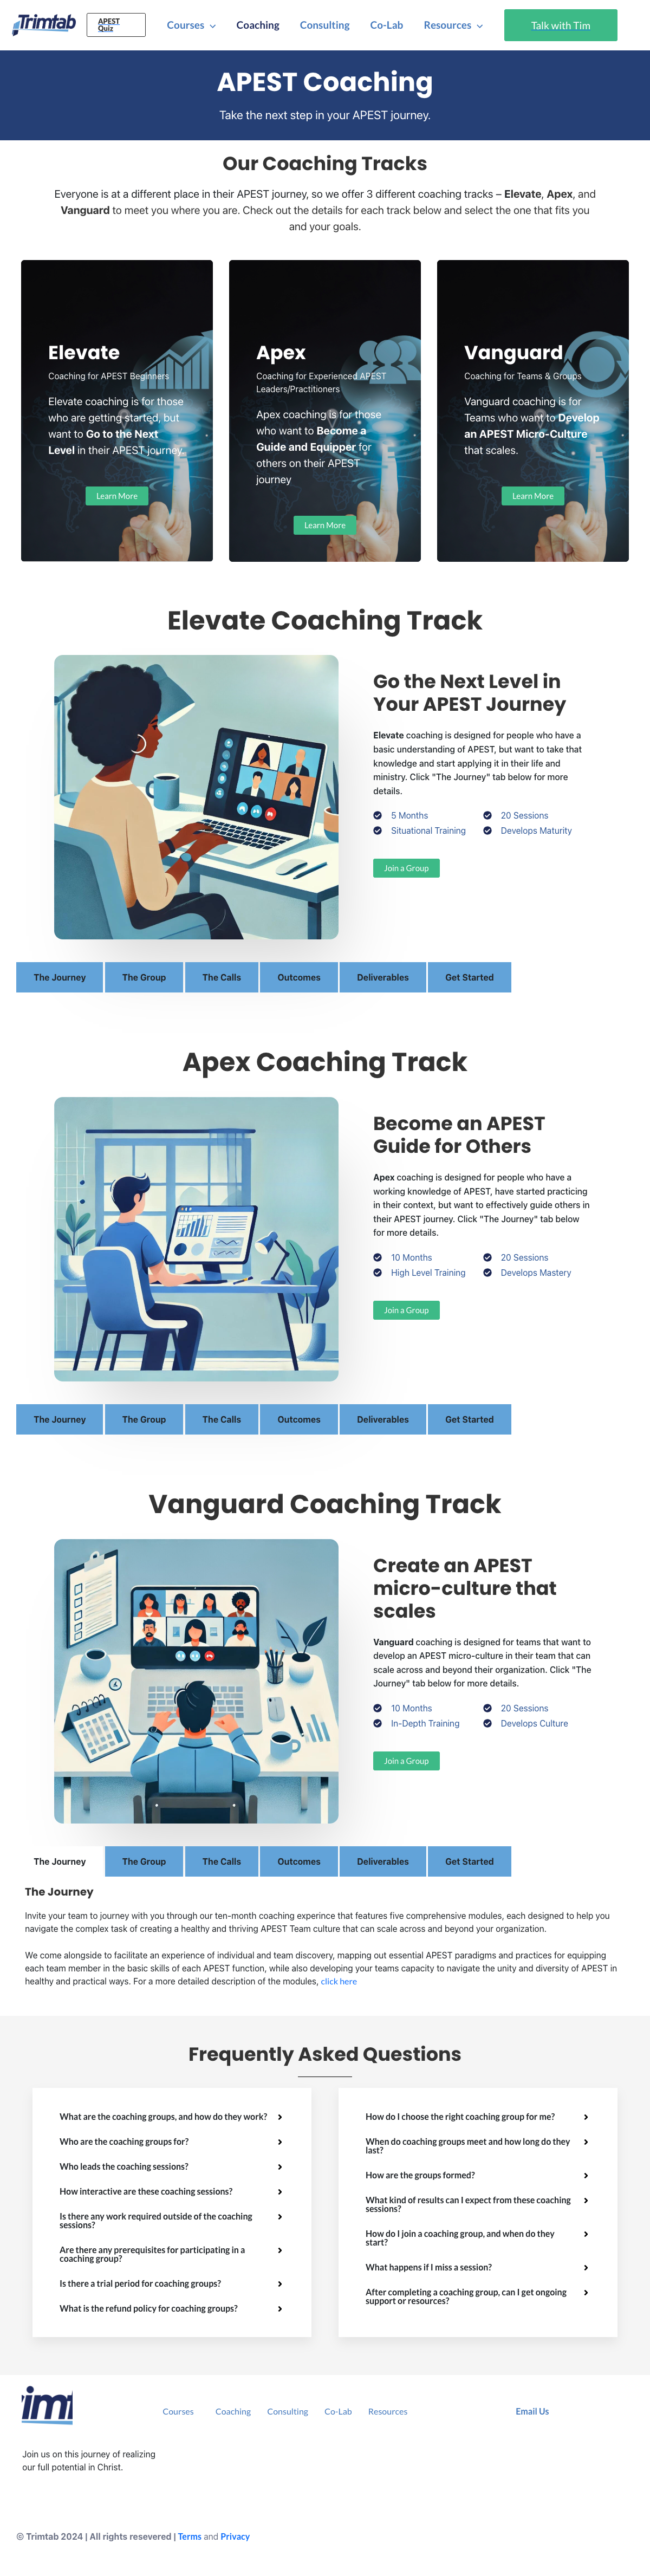 Trimtab
APEST
Quiz
Courses
Coaching
Consulting
Co-Lab
Resources
Talk with Tim
APEST Coaching
Take the next step in your APEST journey.
Our Coaching Tracks
Everyone is at a different place in their APEST journey, so we offer 3 different coaching tracks – Elevate, Apex, and
Vanguard to meet you where you are. Check out the details for each track below and select the one that fits you
and your goals.
Elevate
Coaching for APEST Beginners
Elevate coaching is for those
who are getting started, but
want to Go to the Next
Level in their APEST journey.
Learn More
Apex
Coaching for Experienced APEST
Leaders/Practitioners
Apex coaching is for those
who want to Become a
Guide and Equipper for
others on their APEST
journey
Learn More
Vanguard
Coaching for Teams & Groups
Vanguard coaching is for
Teams who want to Develop
an APEST Micro-Culture
that scales.
Learn More
Elevate Coaching Track
Go the Next Level in
Your APEST Journey
Elevate coaching is designed for people who have a
basic understanding of APEST, but want to take that
knowledge and start applying it in their life and
ministry. Click "The Journey" tab below for more
details.
5 Months
20 Sessions
Situational Training
Develops Maturity
Join a Group
The Journey
The Group
The Calls
Outcomes
Deliverables
Get Started
Apex Coaching Track
Become an APEST
Guide for Others
Apex coaching is designed for people who have a
working knowledge of APEST, have started practicing
in their context, but want to effectively guide others in
their APEST journey. Click "The Journey" tab below
for more details.
10 Months
20 Sessions
High Level Training
Develops Mastery
Join a Group
The Journey
The Group
The Calls
Outcomes
Deliverables
Get Started
Vanguard Coaching Track
Create an APEST
micro-culture that
scales
Vanguard coaching is designed for teams that want to
develop an APEST micro-culture in their team that can
scale across and beyond their organization. Click "The
Journey" tab below for more details.
10 Months
20 Sessions
In-Depth Training
Develops Culture
Join a Group
The Journey
The Group
The Calls
Outcomes
Deliverables
Get Started
The Journey
Invite your team to journey with you through our ten-month coaching experince that features five comprehensive modules, each designed to help you
navigate the complex task of creating a healthy and thriving APEST Team culture that can scale across and beyond your organization.
We come alongside to facilitate an experience of individual and team discovery, mapping out essential APEST paradigms and practices for equipping
each team member in the basic skills of each APEST function, while also developing your teams capacity to navigate the unity and diversity of APEST in
healthy and practical ways. For a more detailed description of the modules, click here
Frequently Asked Questions
What are the coaching groups, and how do they work?
Who are the coaching groups for?
Who leads the coaching sessions?
How interactive are these coaching sessions?
Is there any work required outside of the coaching
sessions?
Are there any prerequisites for participating in a
coaching group?
Is there a trial period for coaching groups?
What is the refund policy for coaching groups?
How do I choose the right coaching group for me?
When do coaching groups meet and how long do they
last?
How are the groups formed?
What kind of results can I expect from these coaching
sessions?
How do I join a coaching group, and when do they
start?
What happens if I miss a session?
After completing a coaching group, can I get ongoing
support or resources?
Courses
Coaching
Consulting
Co-Lab
Resources
Email Us
Join us on this journey of realizing
our full potential in Christ.
© Trimtab 2024 | All rights resevered | Terms and Privacy